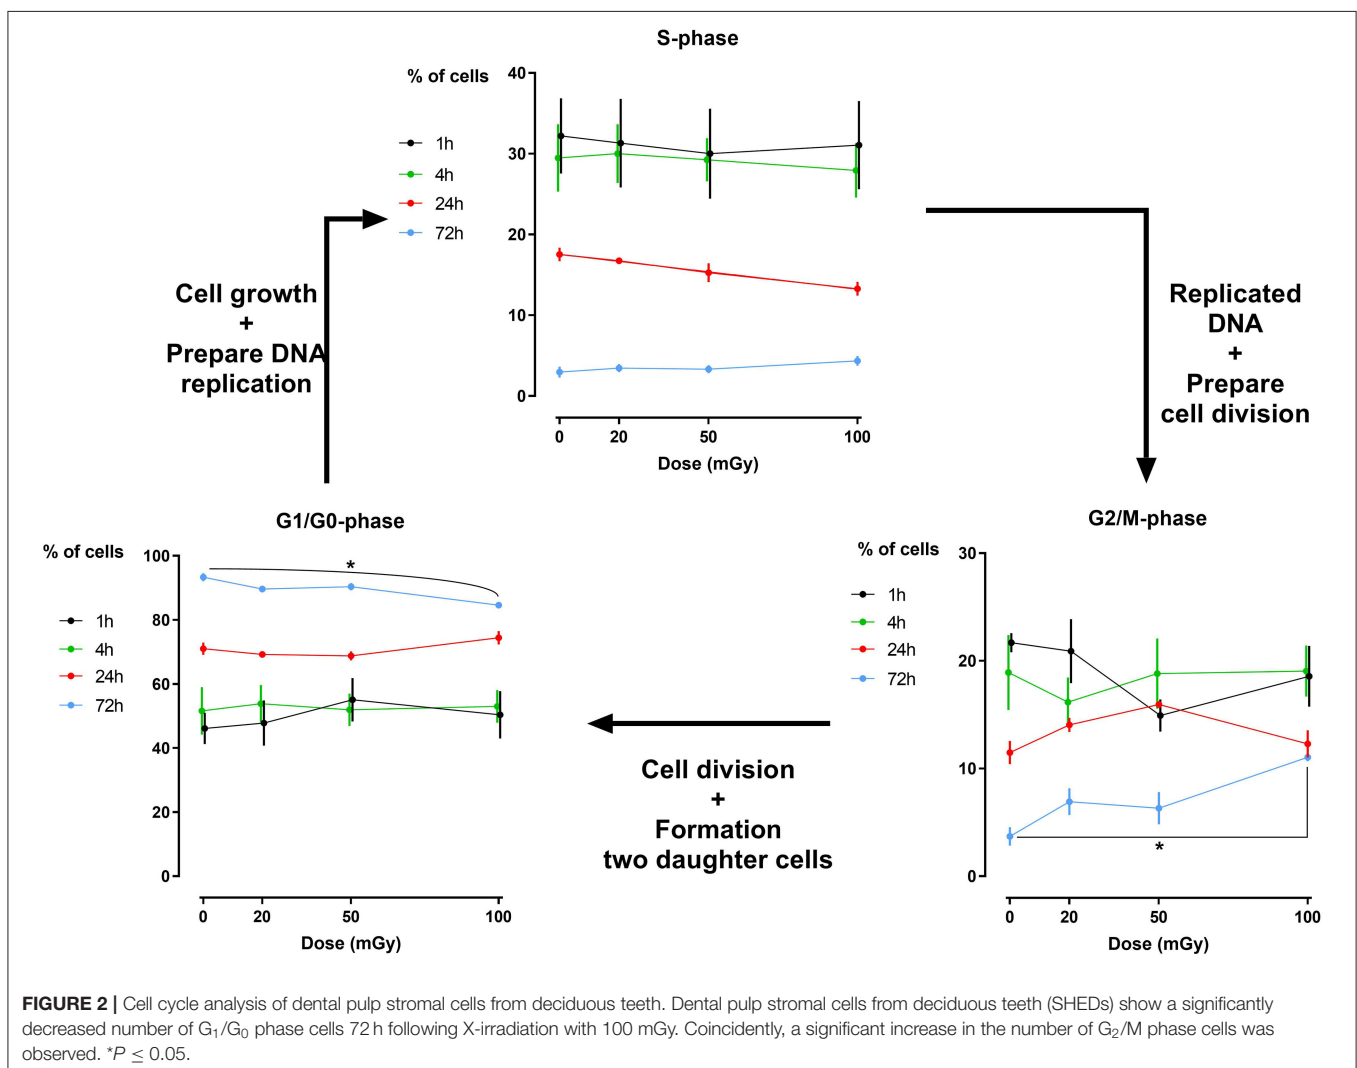 S-phase
% of cells
1h
4h
24h
72h
40
30
20
10
0
0 20 50 100
Dose (mGy)
Cell growth
+
Prepare DNA
replication
Replicated
DNA
+
Prepare
cell division
G1/G0-phase
% of cells
1h
4h
24h
72h
100
80
60
40
20
0
*
0 20 50 100
Dose (mGy)
Cell division
+
Formation
two daughter cells
G2/M-phase
% of cells
1h
4h
24h
72h
30
20
10
0
*
0 20 50 100
Dose (mGy)
FIGURE 2 | Cell cycle analysis of dental pulp stromal cells from deciduous teeth. Dental pulp stromal cells from deciduous teeth (SHEDs) show a significantly
decreased number of G₁/G₀ phase cells 72 h following X-irradiation with 100 mGy. Coincidently, a significant increase in the number of G₂/M phase cells was
observed. *P ≤ 0.05.